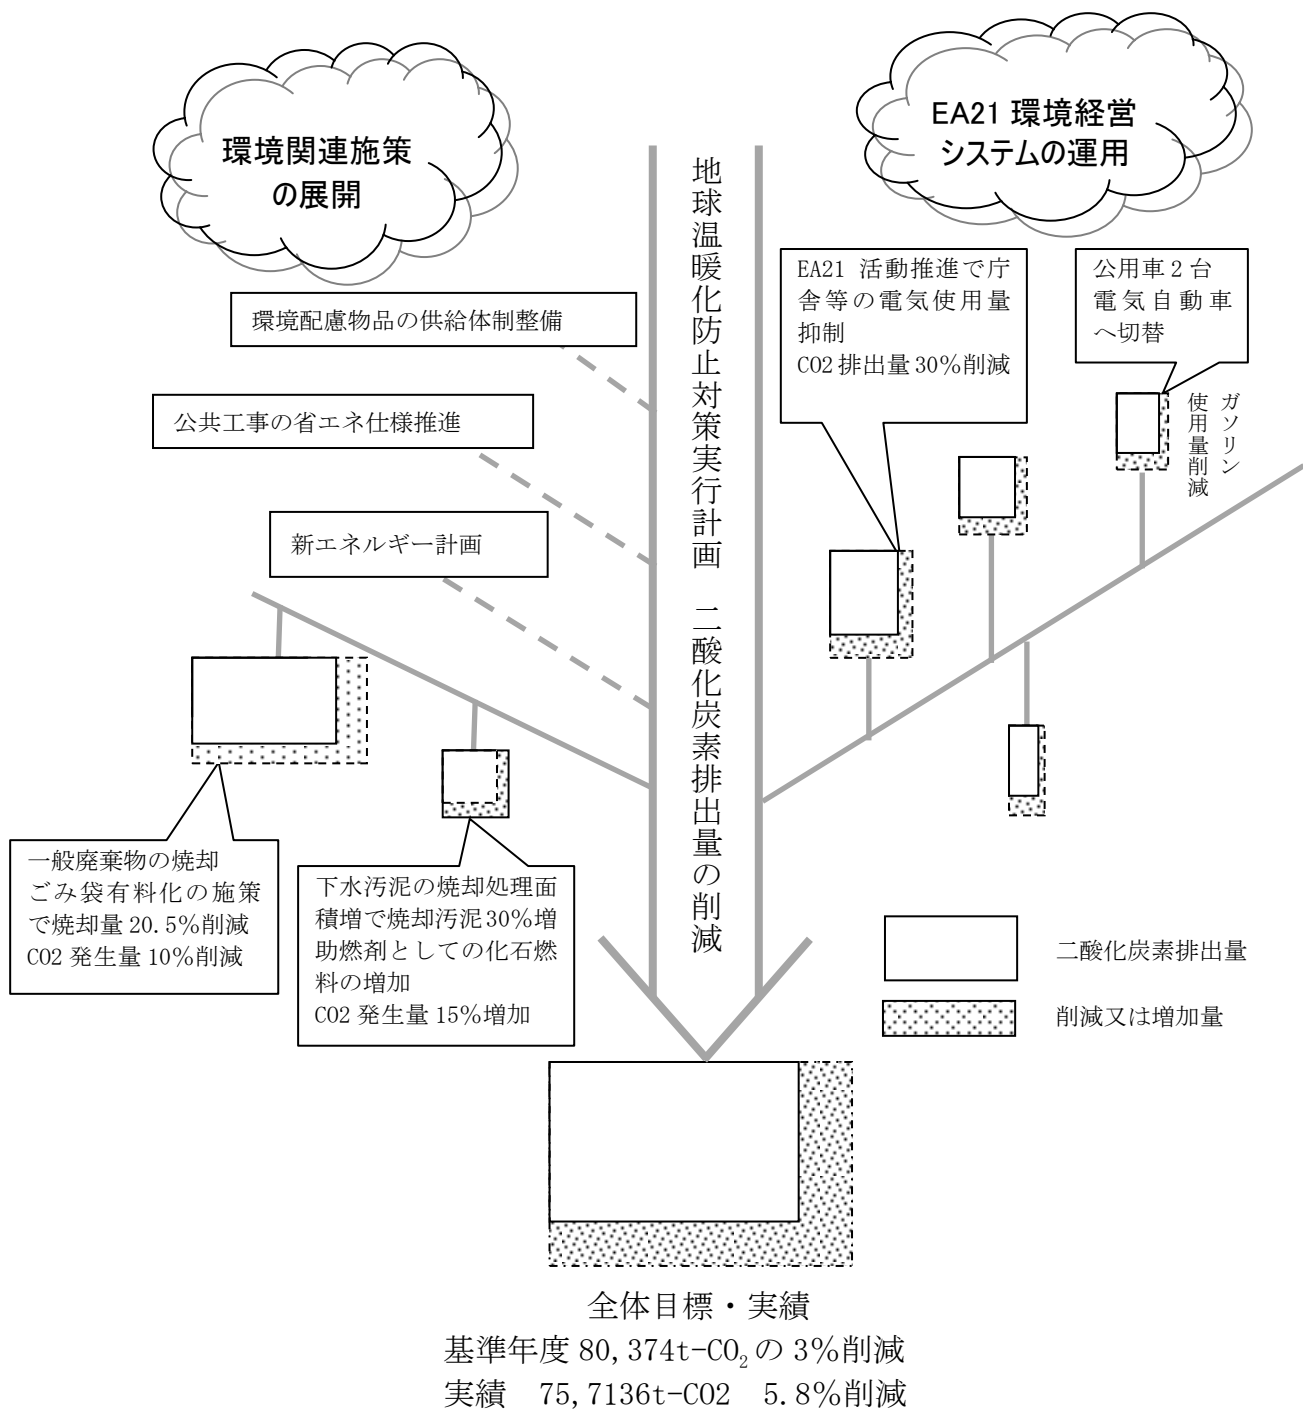 環境関連施策
の展開
EA21 環境経営
システムの運用
地球温暖化防止対策実行計画　二酸化炭素排出量の削減
環境配慮物品の供給体制整備
公共工事の省エネ仕様推進
新エネルギー計画
EA21 活動推進で庁
舎等の電気使用量
抑制
CO2 排出量 30%削減
公用車 2 台
電気自動車
へ切替
ガソリン
使用量削減
一般廃棄物の焼却
ごみ袋有料化の施策
で焼却量 20.5%削減
CO2 発生量 10%削減
下水汚泥の焼却処理面
積増で焼却汚泥 30%増
助燃剤としての化石燃
料の増加
CO2 発生量 15%増加
二酸化炭素排出量
削減又は増加量
全体目標・実績
基準年度 80,374t-CO₂の 3%削減
実績　75,7136t-CO2　5.8%削減